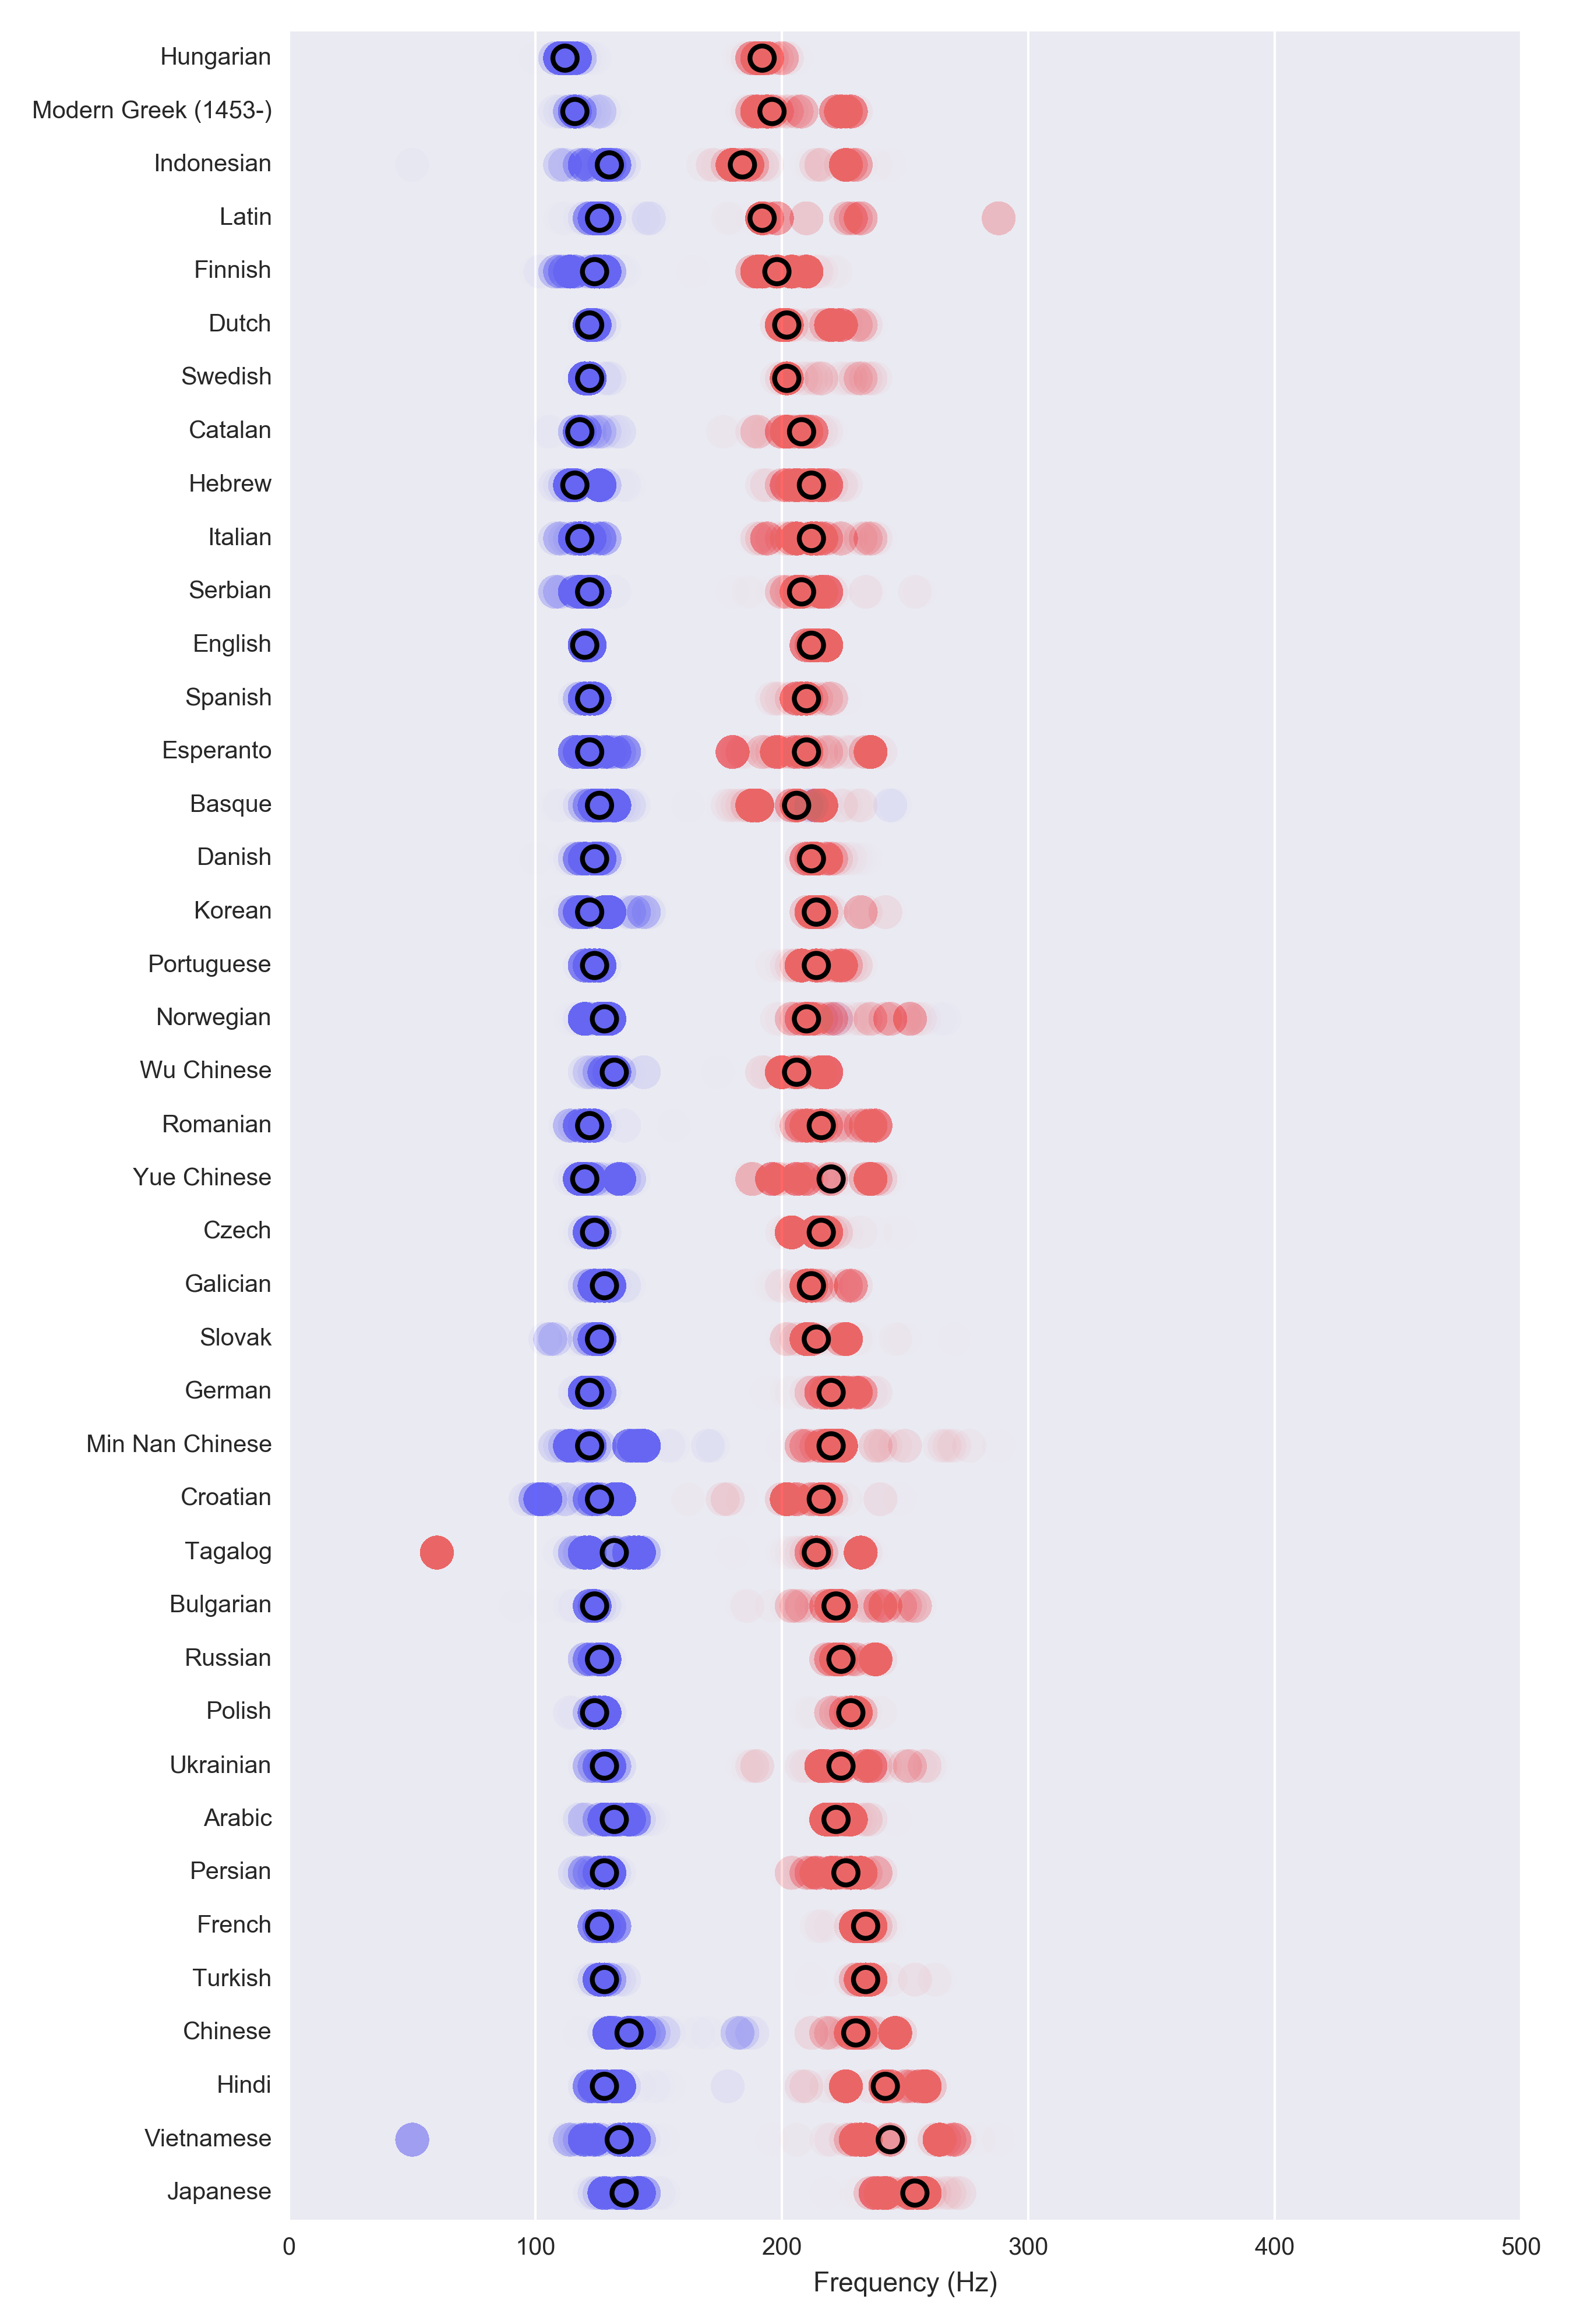 Hungarian
Modern Greek (1453-)
Indonesian
Latin
Finnish
Dutch
Swedish
Catalan
Hebrew
Italian
Serbian
English
Spanish
Esperanto
Basque
Danish
Korean
Portuguese
Norwegian
Wu Chinese
Romanian
Yue Chinese
Czech
Galician
Slovak
German
Min Nan Chinese
Croatian
Tagalog
Bulgarian
Russian
Polish
Ukrainian
Arabic
Persian
French
Turkish
Chinese
Hindi
Vietnamese
Japanese
0 100 200 300 400 500
Frequency (Hz)